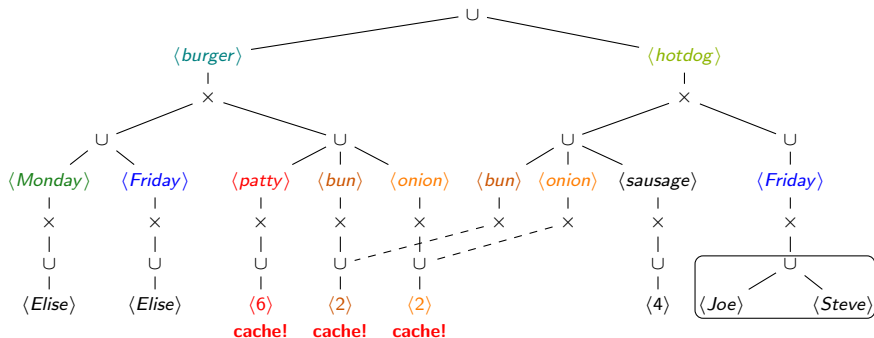 ∪
⟨burger⟩ ⟨hotdog⟩
× ×
∪ ∪ ∪ ∪
⟨Monday⟩ ⟨Friday⟩ ⟨patty⟩ ⟨bun⟩ ⟨onion⟩ ⟨bun⟩ ⟨onion⟩ ⟨sausage⟩ ⟨Friday⟩
× × × × × × × × ×
∪ ∪ ∪ ∪ ∪ ∪ ∪
⟨Elise⟩ ⟨Elise⟩ ⟨6⟩ ⟨2⟩ ⟨2⟩ ⟨4⟩ ⟨Joe⟩ ⟨Steve⟩
cache! cache! cache!